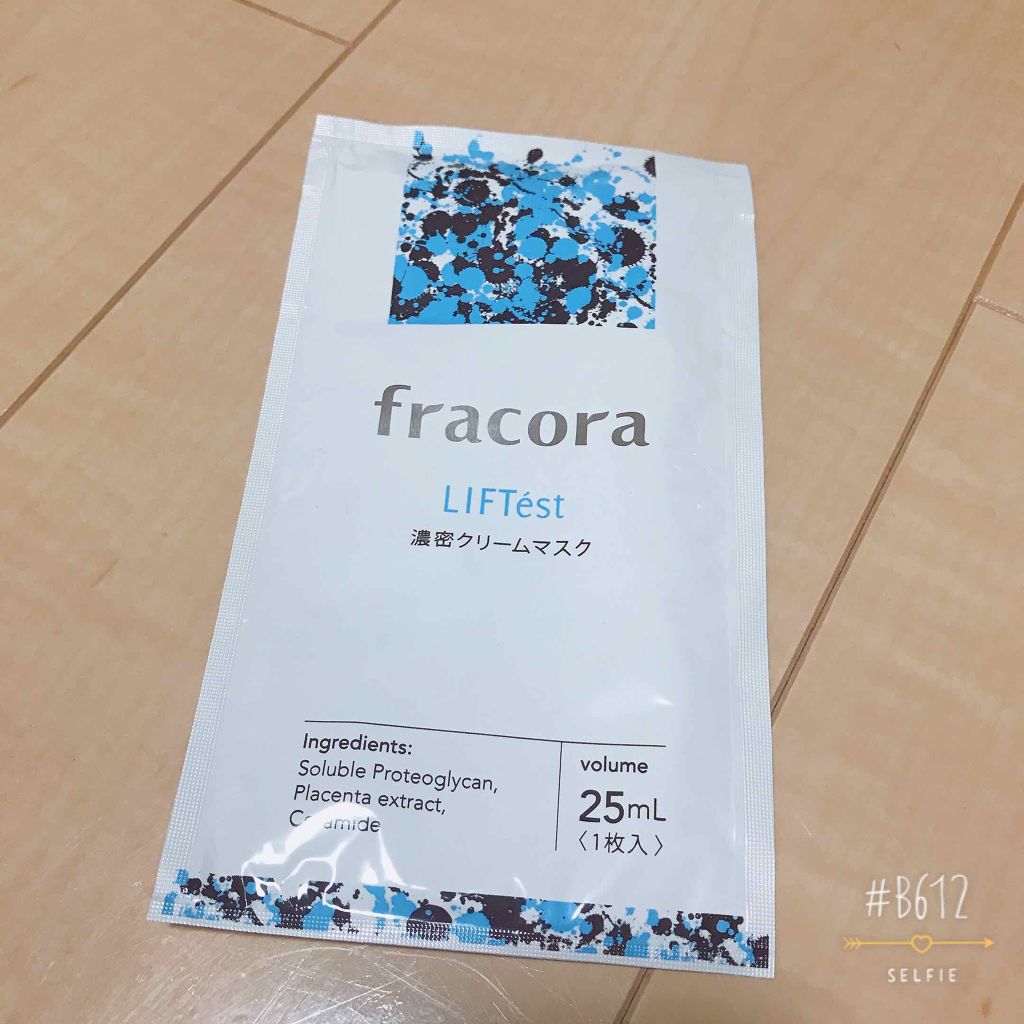 fracora
LIFTést
濃密クリームマスク
Ingredients:
Soluble Proteoglycan,
Placenta extract,
Ceramide
volume
25mL
〈1枚入〉
#B612
SELFIE